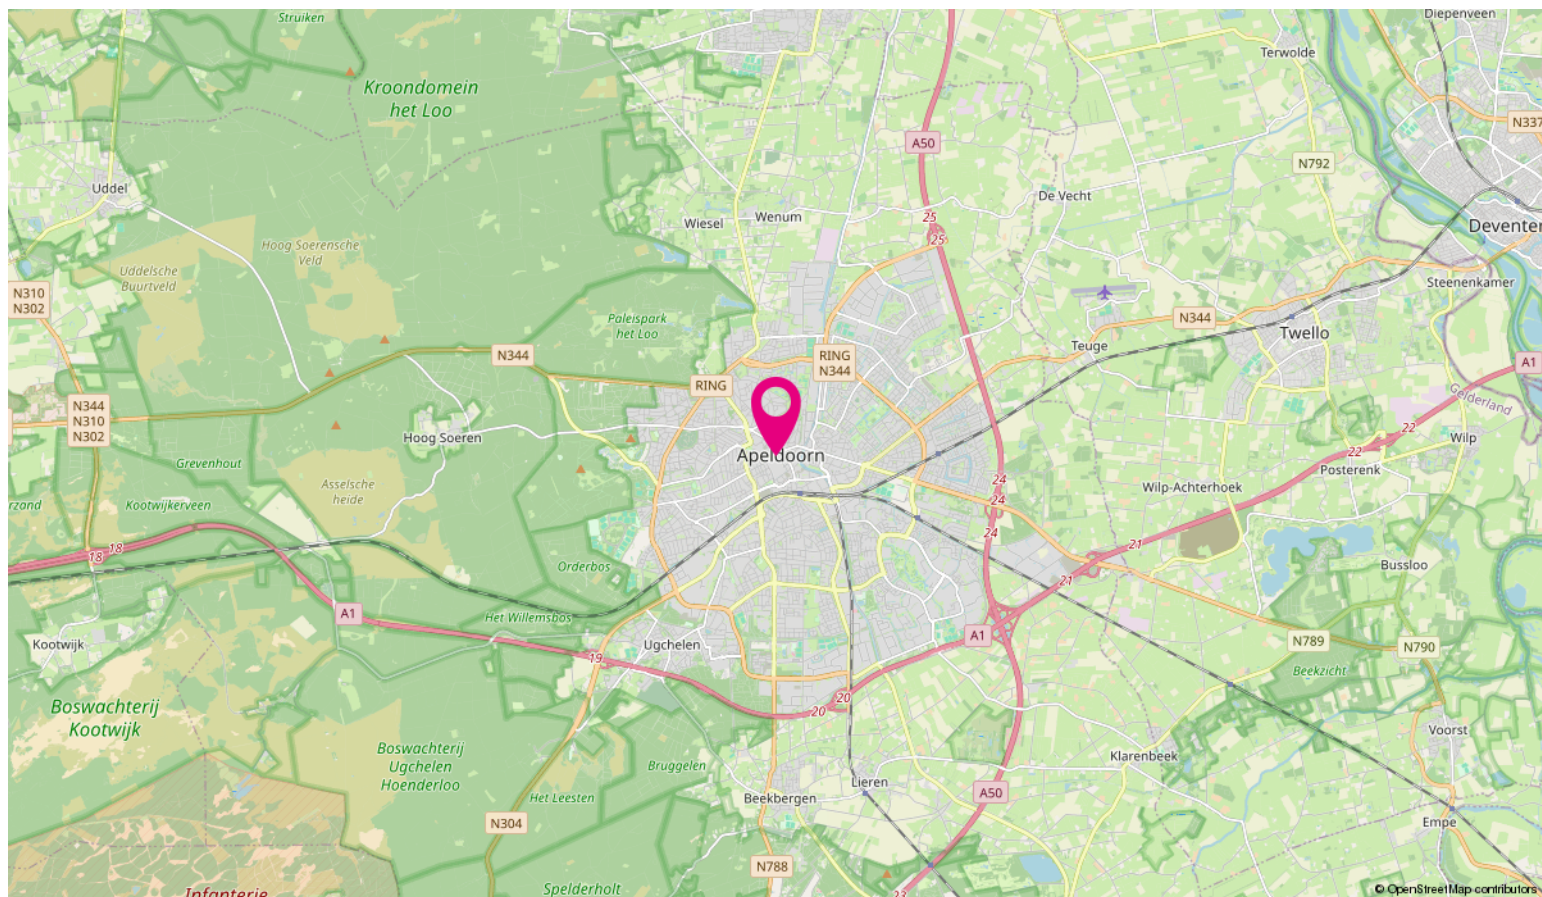 Struiken
Diepenveen
Terwolde
Kroondomein
het Loo
N337
A50
N792
Uddel
De Vecht
Wiesel
Wenum
25
25
Deventer
Hoog Soerensche
Veld
Uddelsche
Buurtveld
Steenenkamer
N310
N302
Paleispark
het Loo
N344
Twello
Teuge
N344
RING
N344
A1
RING
Gelderland
N344
N310
N302
22
Hoog Soeren
Wilp
22
Apeldoorn
Grevenhout
Posterenk
24
Asselsche
heide
Wilp-Achterhoek
24
rzand
Kootwijkerveen
24
21
18
18
Bussloo
Orderbos
21
A1
Het Willemsbos
A1
N789
Kootwijk
Ugchelen
N790
19
Beekzicht
20
20
Boswachterij
Kootwijk
Voorst
Boswachterij
Ugchelen
Hoenderloo
Klarenbeek
Bruggelen
Lieren
A50
Het Leesten
Beekbergen
N304
Empe
N788
Spelderholt
Infanterie
23
© OpenStreetMap contributors